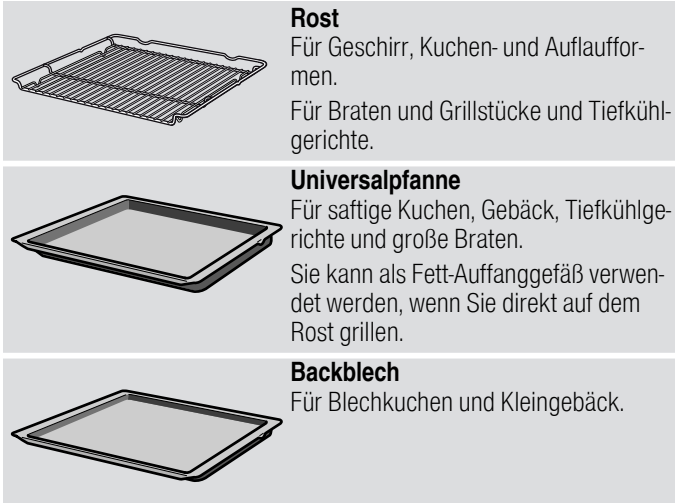 Rost
Für Geschirr, Kuchen- und Auflauffor-
men.
Für Braten und Grillstücke und Tiefkühl-
gerichte.
Universalpfanne
Für saftige Kuchen, Gebäck, Tiefkühlge-
richte und große Braten.
Sie kann als Fett-Auffanggefäß verwen-
det werden, wenn Sie direkt auf dem
Rost grillen.
Backblech
Für Blechkuchen und Kleingebäck.